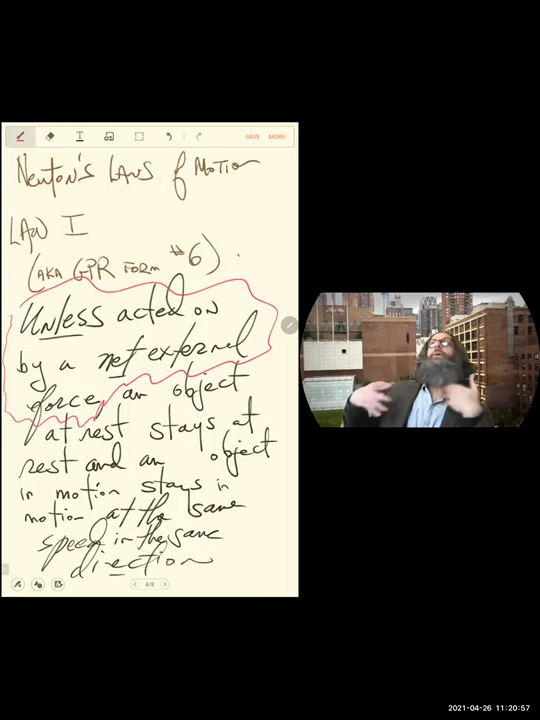 SAVE MORE
Newton's Laws of Motion
LAW I
(AKA GPR FORM #6).
Unless acted on
by a net external
force, an object
at rest stays at
rest and an object
in motion stays in
motion at the same
speed in the same
direction
4/8
2021-04-26 11:20:57